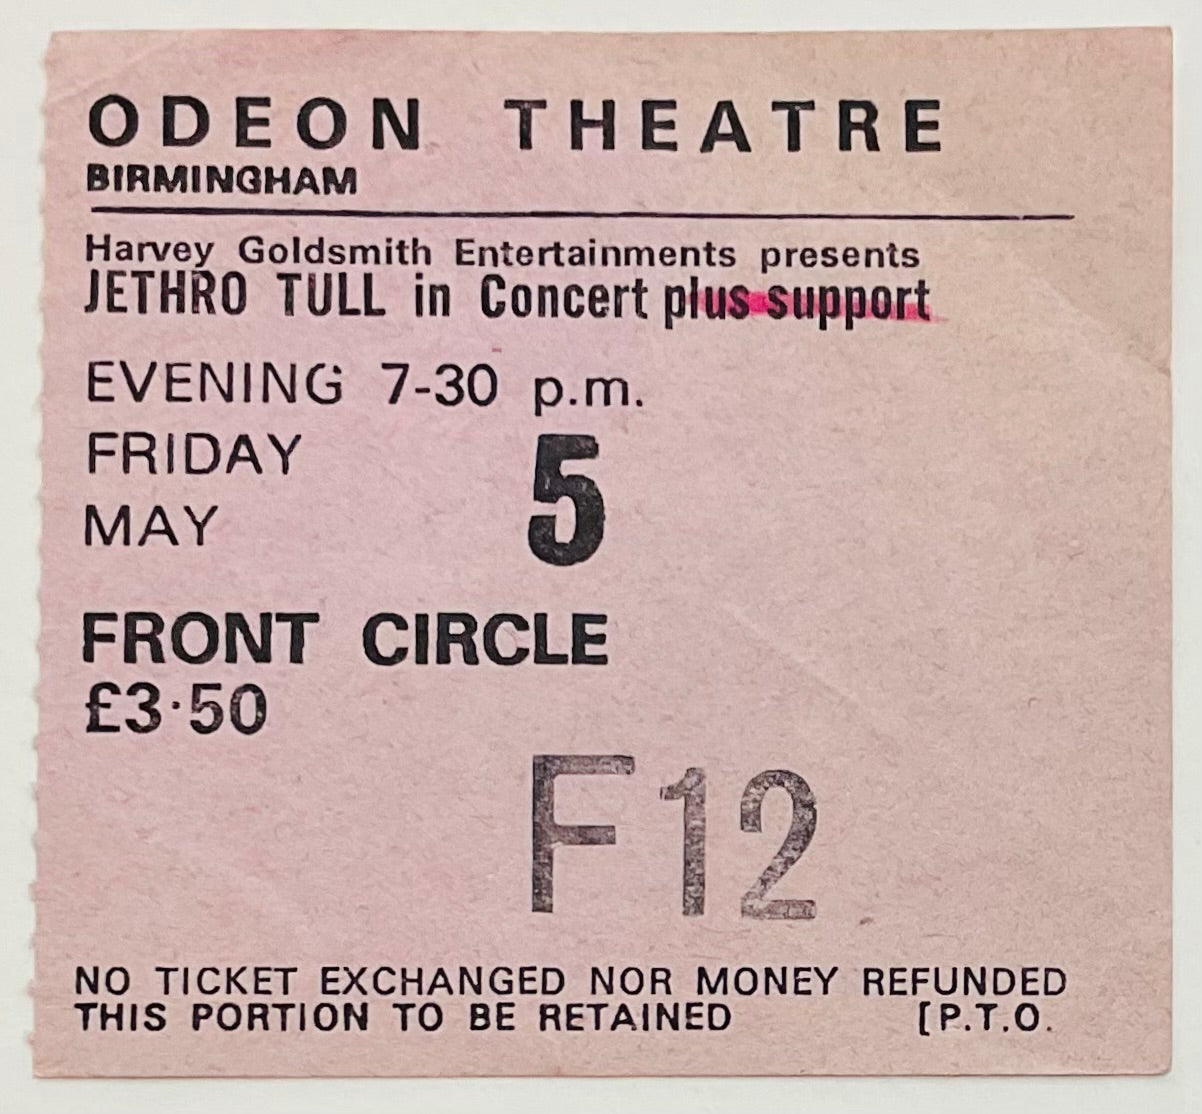 ODEON THEATRE
BIRMINGHAM
Harvey Goldsmith Entertainments presents
JETHRO TULL in Concert plus support
EVENING 7-30 p.m.
FRIDAY 5
MAY
FRONT CIRCLE
£3·50
F12
NO TICKET EXCHANGED NOR MONEY REFUNDED
THIS PORTION TO BE RETAINED [P.T.O.